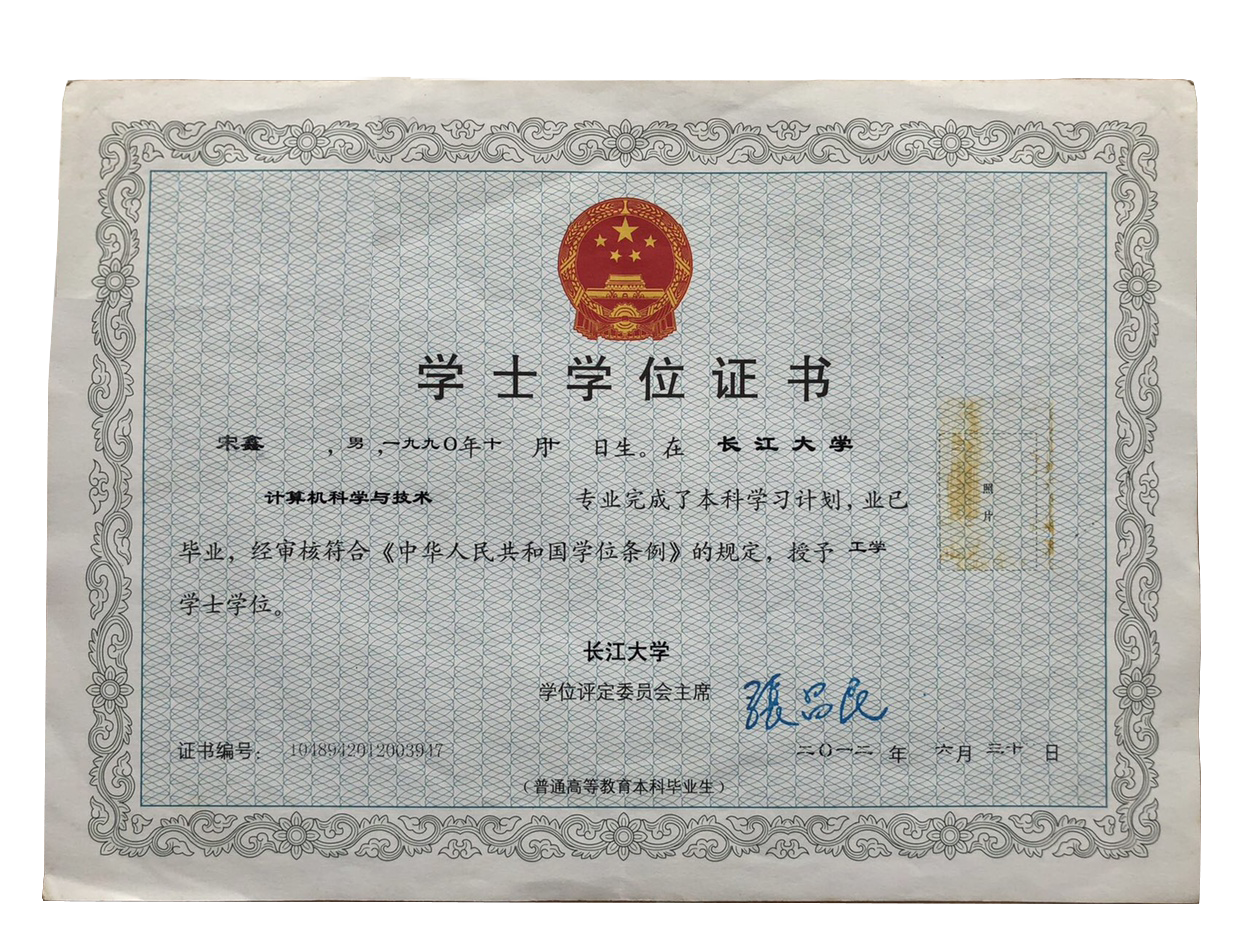 学士学位证书
宋鑫 ，男，一九九〇年十 月十 日生。在 长江大学
计算机科学与技术 专业完成了本科学习计划，业已
毕业，经审核符合《中华人民共和国学位条例》的规定，授予 工学
学士学位。
照
片
长江大学
学位评定委员会主席 張昌民
证书编号： 1048942012003947
二〇一二 年 六月 三十 日
（普通高等教育本科毕业生）